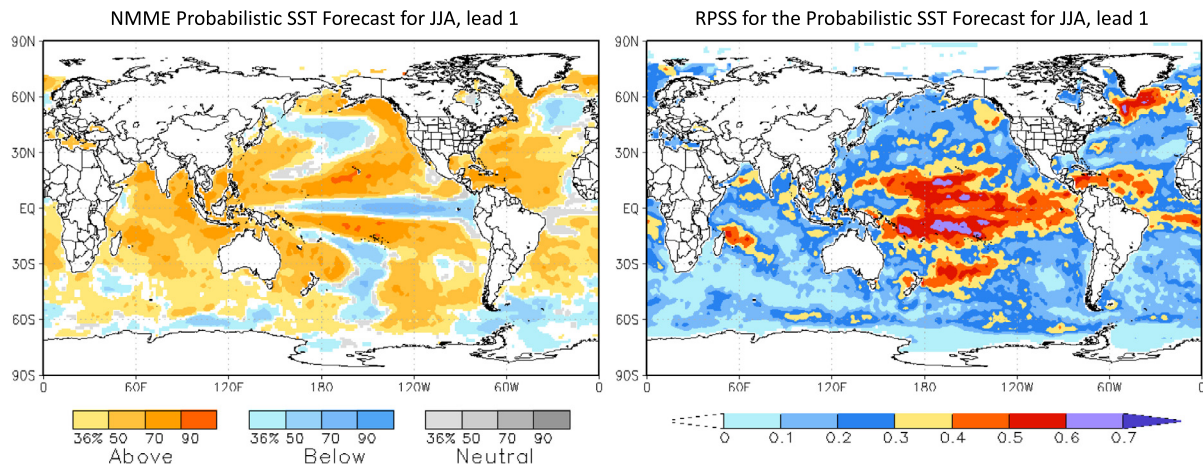 NMME Probabilistic SST Forecast for JJA, lead 1
90N
60N
30N
EQ
30S
60S
90S
0 60E 120E 180 120W 60W 0
36% 50 70 90
Above
36% 50 70 90
Below
36% 50 70 90
Neutral
RPSS for the Probabilistic SST Forecast for JJA, lead 1
90N
60N
30N
EQ
30S
60S
90S
0 60E 120E 180 120W 60W 0
0 0.1 0.2 0.3 0.4 0.5 0.6 0.7